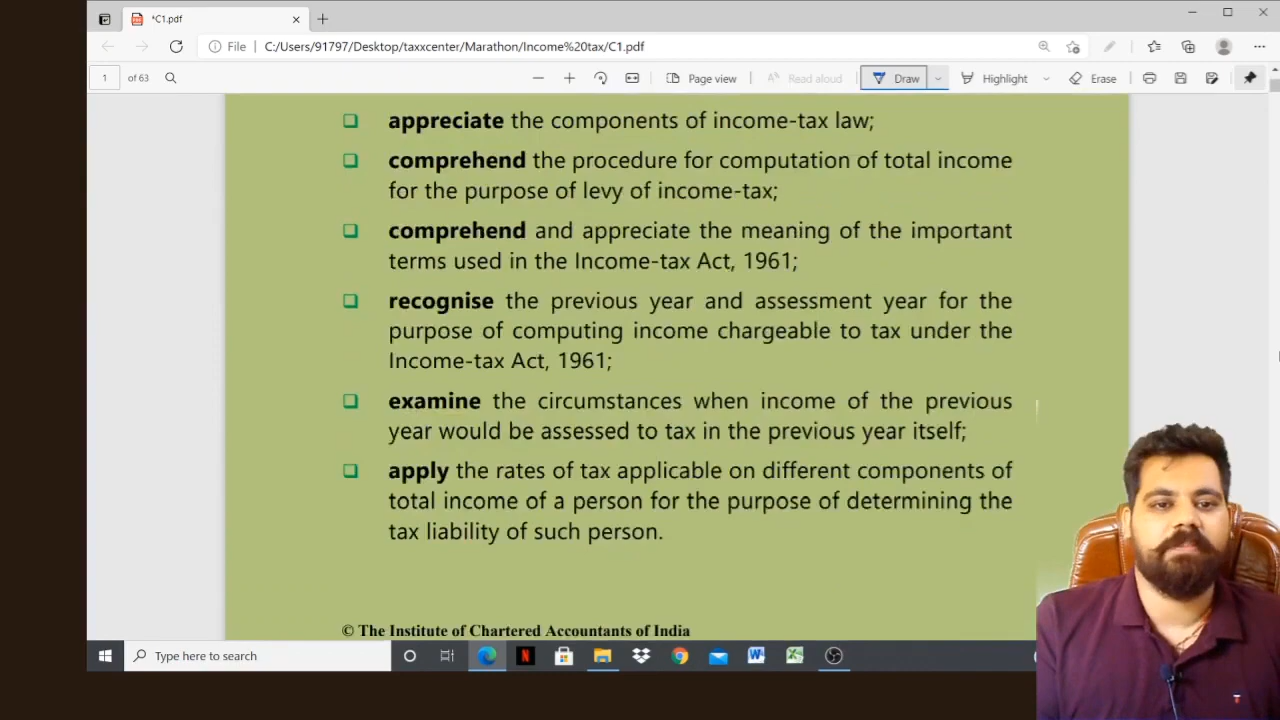 *C1.pdf
File
C:/Users/91797/Desktop/taxxcenter/Marathon/Income%20tax/C1.pdf
1 of 63
Page view
Read aloud
Draw
Highlight
Erase
appreciate the components of income-tax law;
comprehend the procedure for computation of total income
for the purpose of levy of income-tax;
comprehend and appreciate the meaning of the important
terms used in the Income-tax Act, 1961;
recognise the previous year and assessment year for the
purpose of computing income chargeable to tax under the
Income-tax Act, 1961;
examine the circumstances when income of the previous
year would be assessed to tax in the previous year itself;
apply the rates of tax applicable on different components of
total income of a person for the purpose of determining the
tax liability of such person.
© The Institute of Chartered Accountants of India
Type here to search